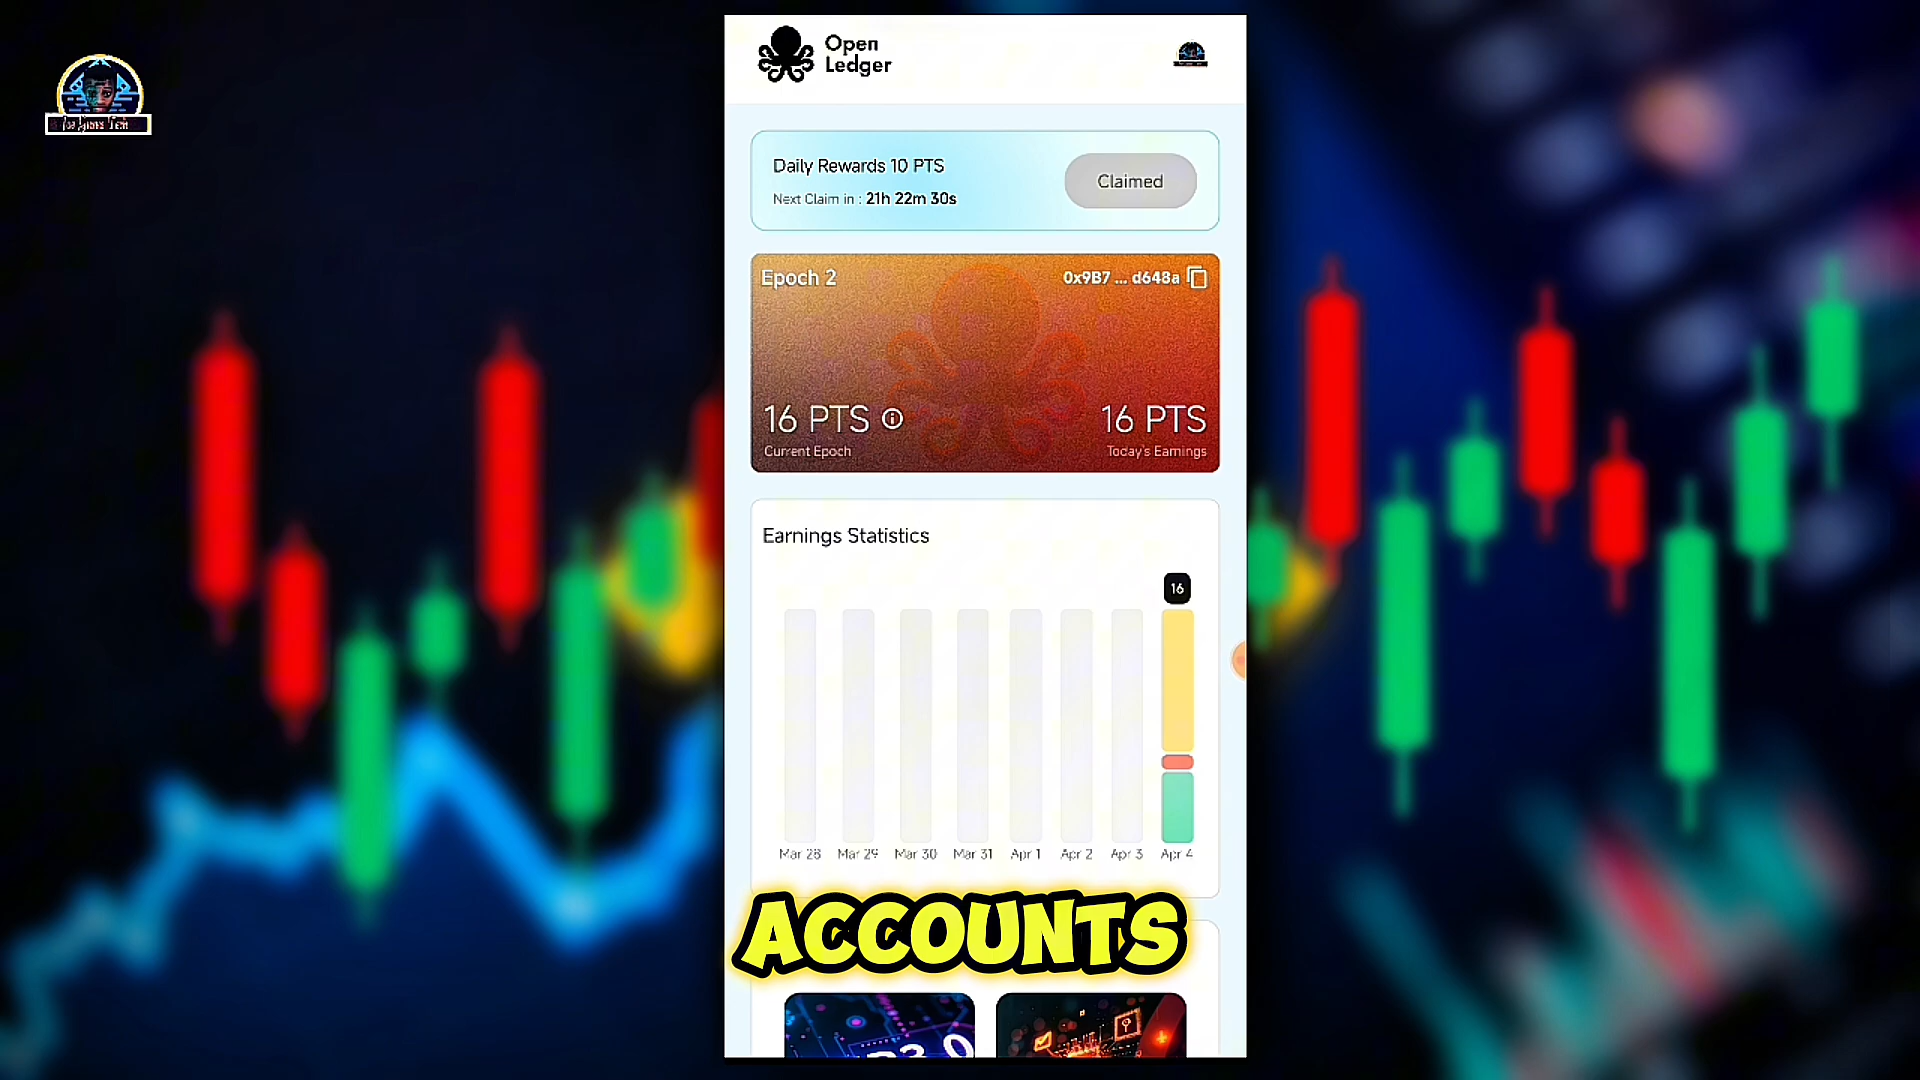 Open
Ledger
Daily Rewards 10 PTS
Next Claim in : 21h 22m 30s
Claimed
Epoch 2
0x9B7 ... d648a
16 PTS
Current Epoch
16 PTS
Today's Earnings
Earnings Statistics
16
Mar 28 Mar 29 Mar 30 Mar 31 Apr 1 Apr 2 Apr 3 Apr 4
ACCOUNTS